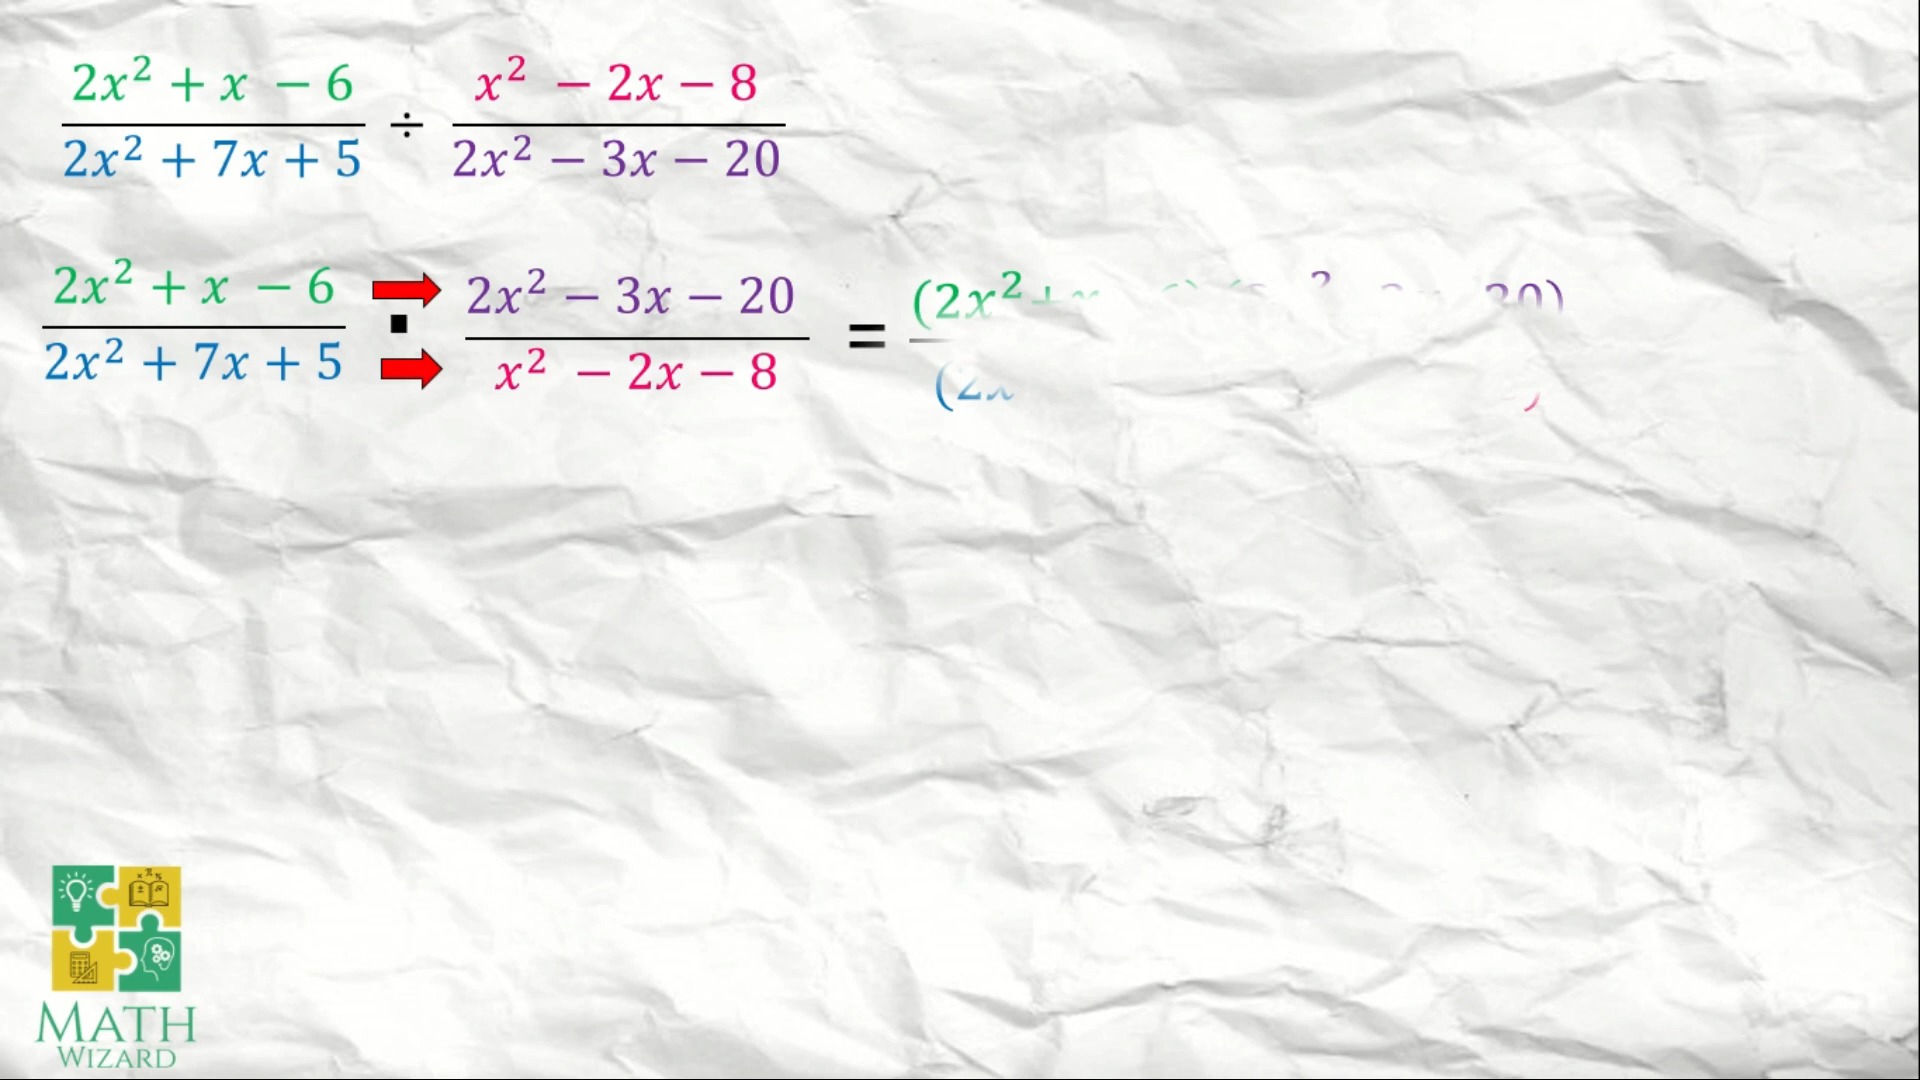 2x² + x − 6 / 2x² + 7x + 5 ÷ x² − 2x − 8 / 2x² − 3x − 20
2x² + x − 6 / 2x² + 7x + 5 ▪ 2x² − 3x − 20 / x² − 2x − 8 = (2x² +
MATH
WIZARD